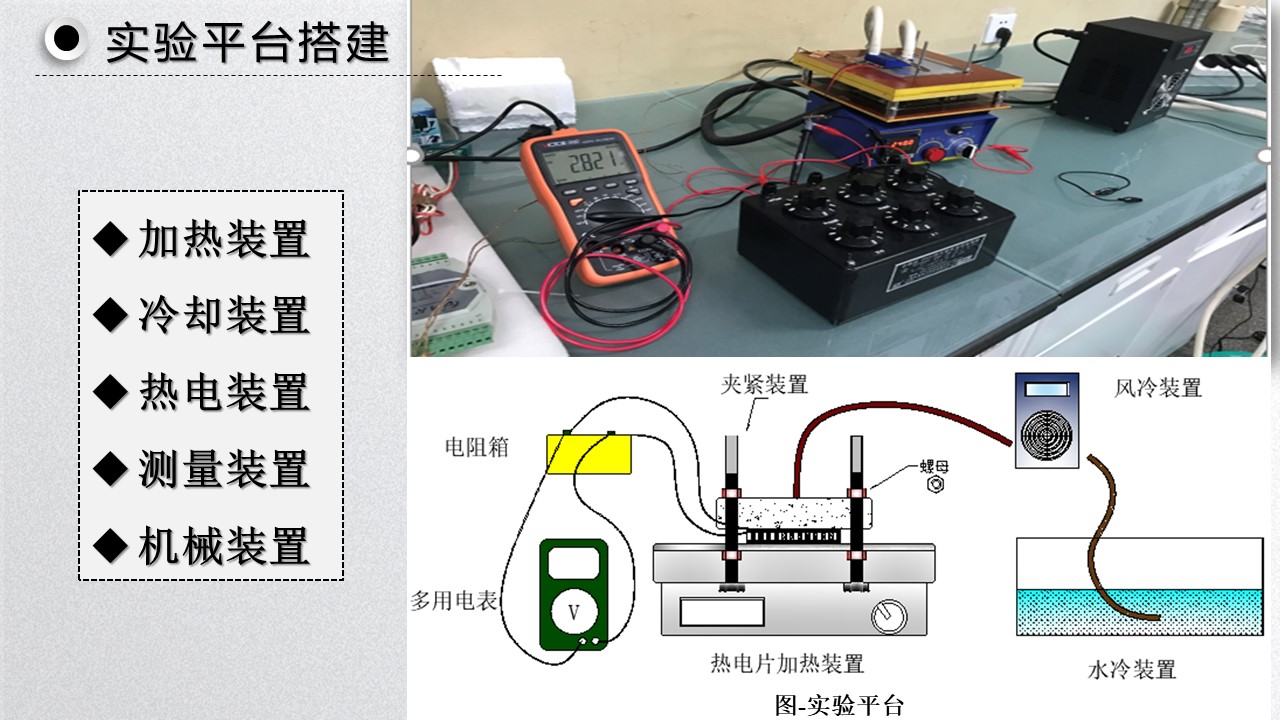 实验平台搭建
加热装置
冷却装置
热电装置
测量装置
机械装置
2.821
夹紧装置
风冷装置
电阻箱
螺母
多用电表
V
热电片加热装置
水冷装置
图-实验平台